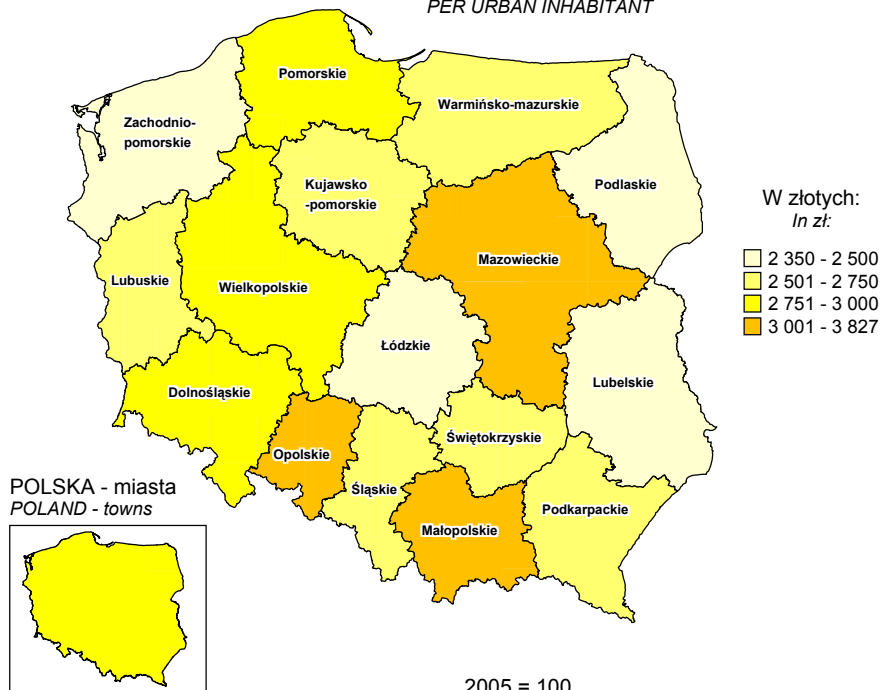 PER URBAN INHABITANT
Pomorskie
Warmińsko-mazurskie
Zachodnio-
pomorskie
Kujawsko
-pomorskie
Podlaskie
W złotych:
In zł:
2 350 - 2 500
2 501 - 2 750
2 751 - 3 000
3 001 - 3 827
Mazowieckie
Lubuskie
Wielkopolskie
Łódzkie
Lubelskie
Dolnośląskie
Świętokrzyskie
Opolskie
Śląskie
Podkarpackie
Małopolskie
POLSKA - miasta
POLAND - towns
2005 = 100